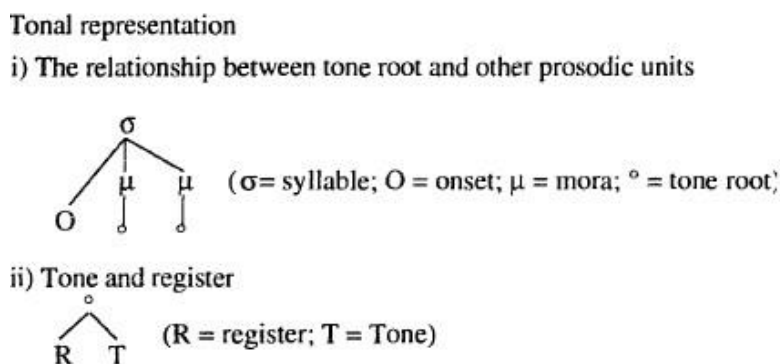 Tonal representation
i) The relationship between tone root and other prosodic units
σ
μ μ (σ= syllable; O = onset; μ = mora; ° = tone root)
O
ii) Tone and register
°
R T (R = register; T = Tone)